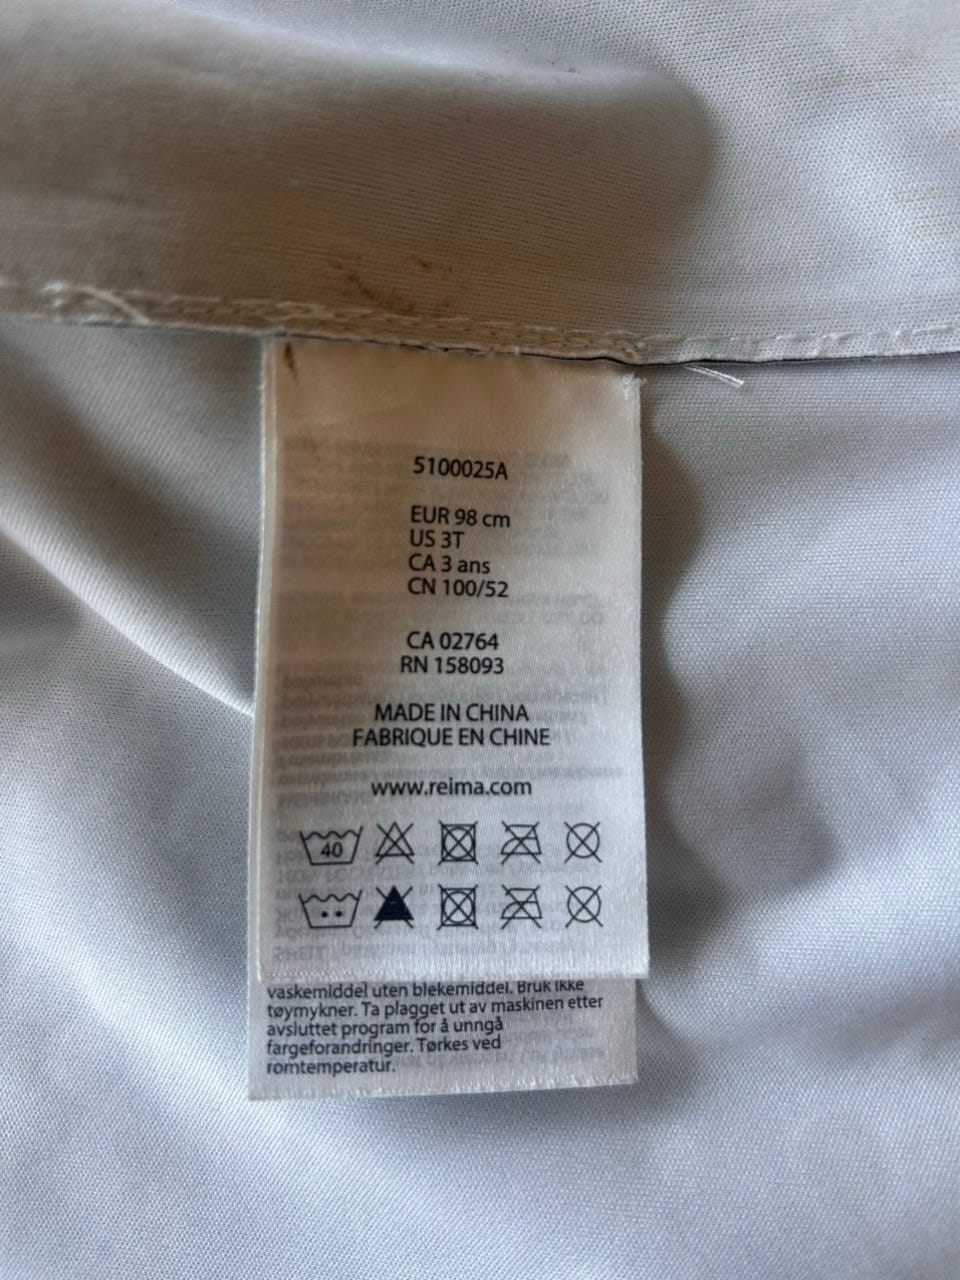 5100025A
EUR 98 cm
US 3T
CA 3 ans
CN 100/52
CA 02764
RN 158093
MADE IN CHINA
FABRIQUE EN CHINE
www.reima.com
40
vaskemiddel uten blekemiddel. Bruk ikke
tøymykner. Ta plagget ut av maskinen etter
avsluttet program for å unngå
fargeforandringer. Tørkes ved
romtemperatur.